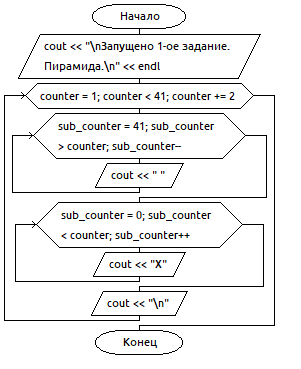 Начало
cout << "\nЗапущено 1-ое задание.
Пирамида.\n" << endl
counter = 1; counter < 41; counter += 2
sub_counter = 41; sub_counter
> counter; sub_counter--
cout << " "
sub_counter = 0; sub_counter
< counter; sub_counter++
cout << "X"
cout << "\n"
Конец